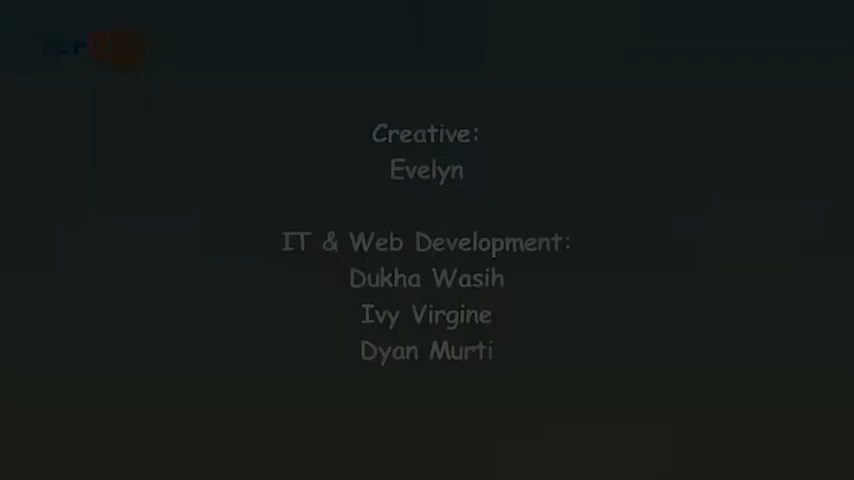 Creative:
Evelyn
IT & Web Development:
Dukha Wasih
Ivy Virgine
Dyan Murti